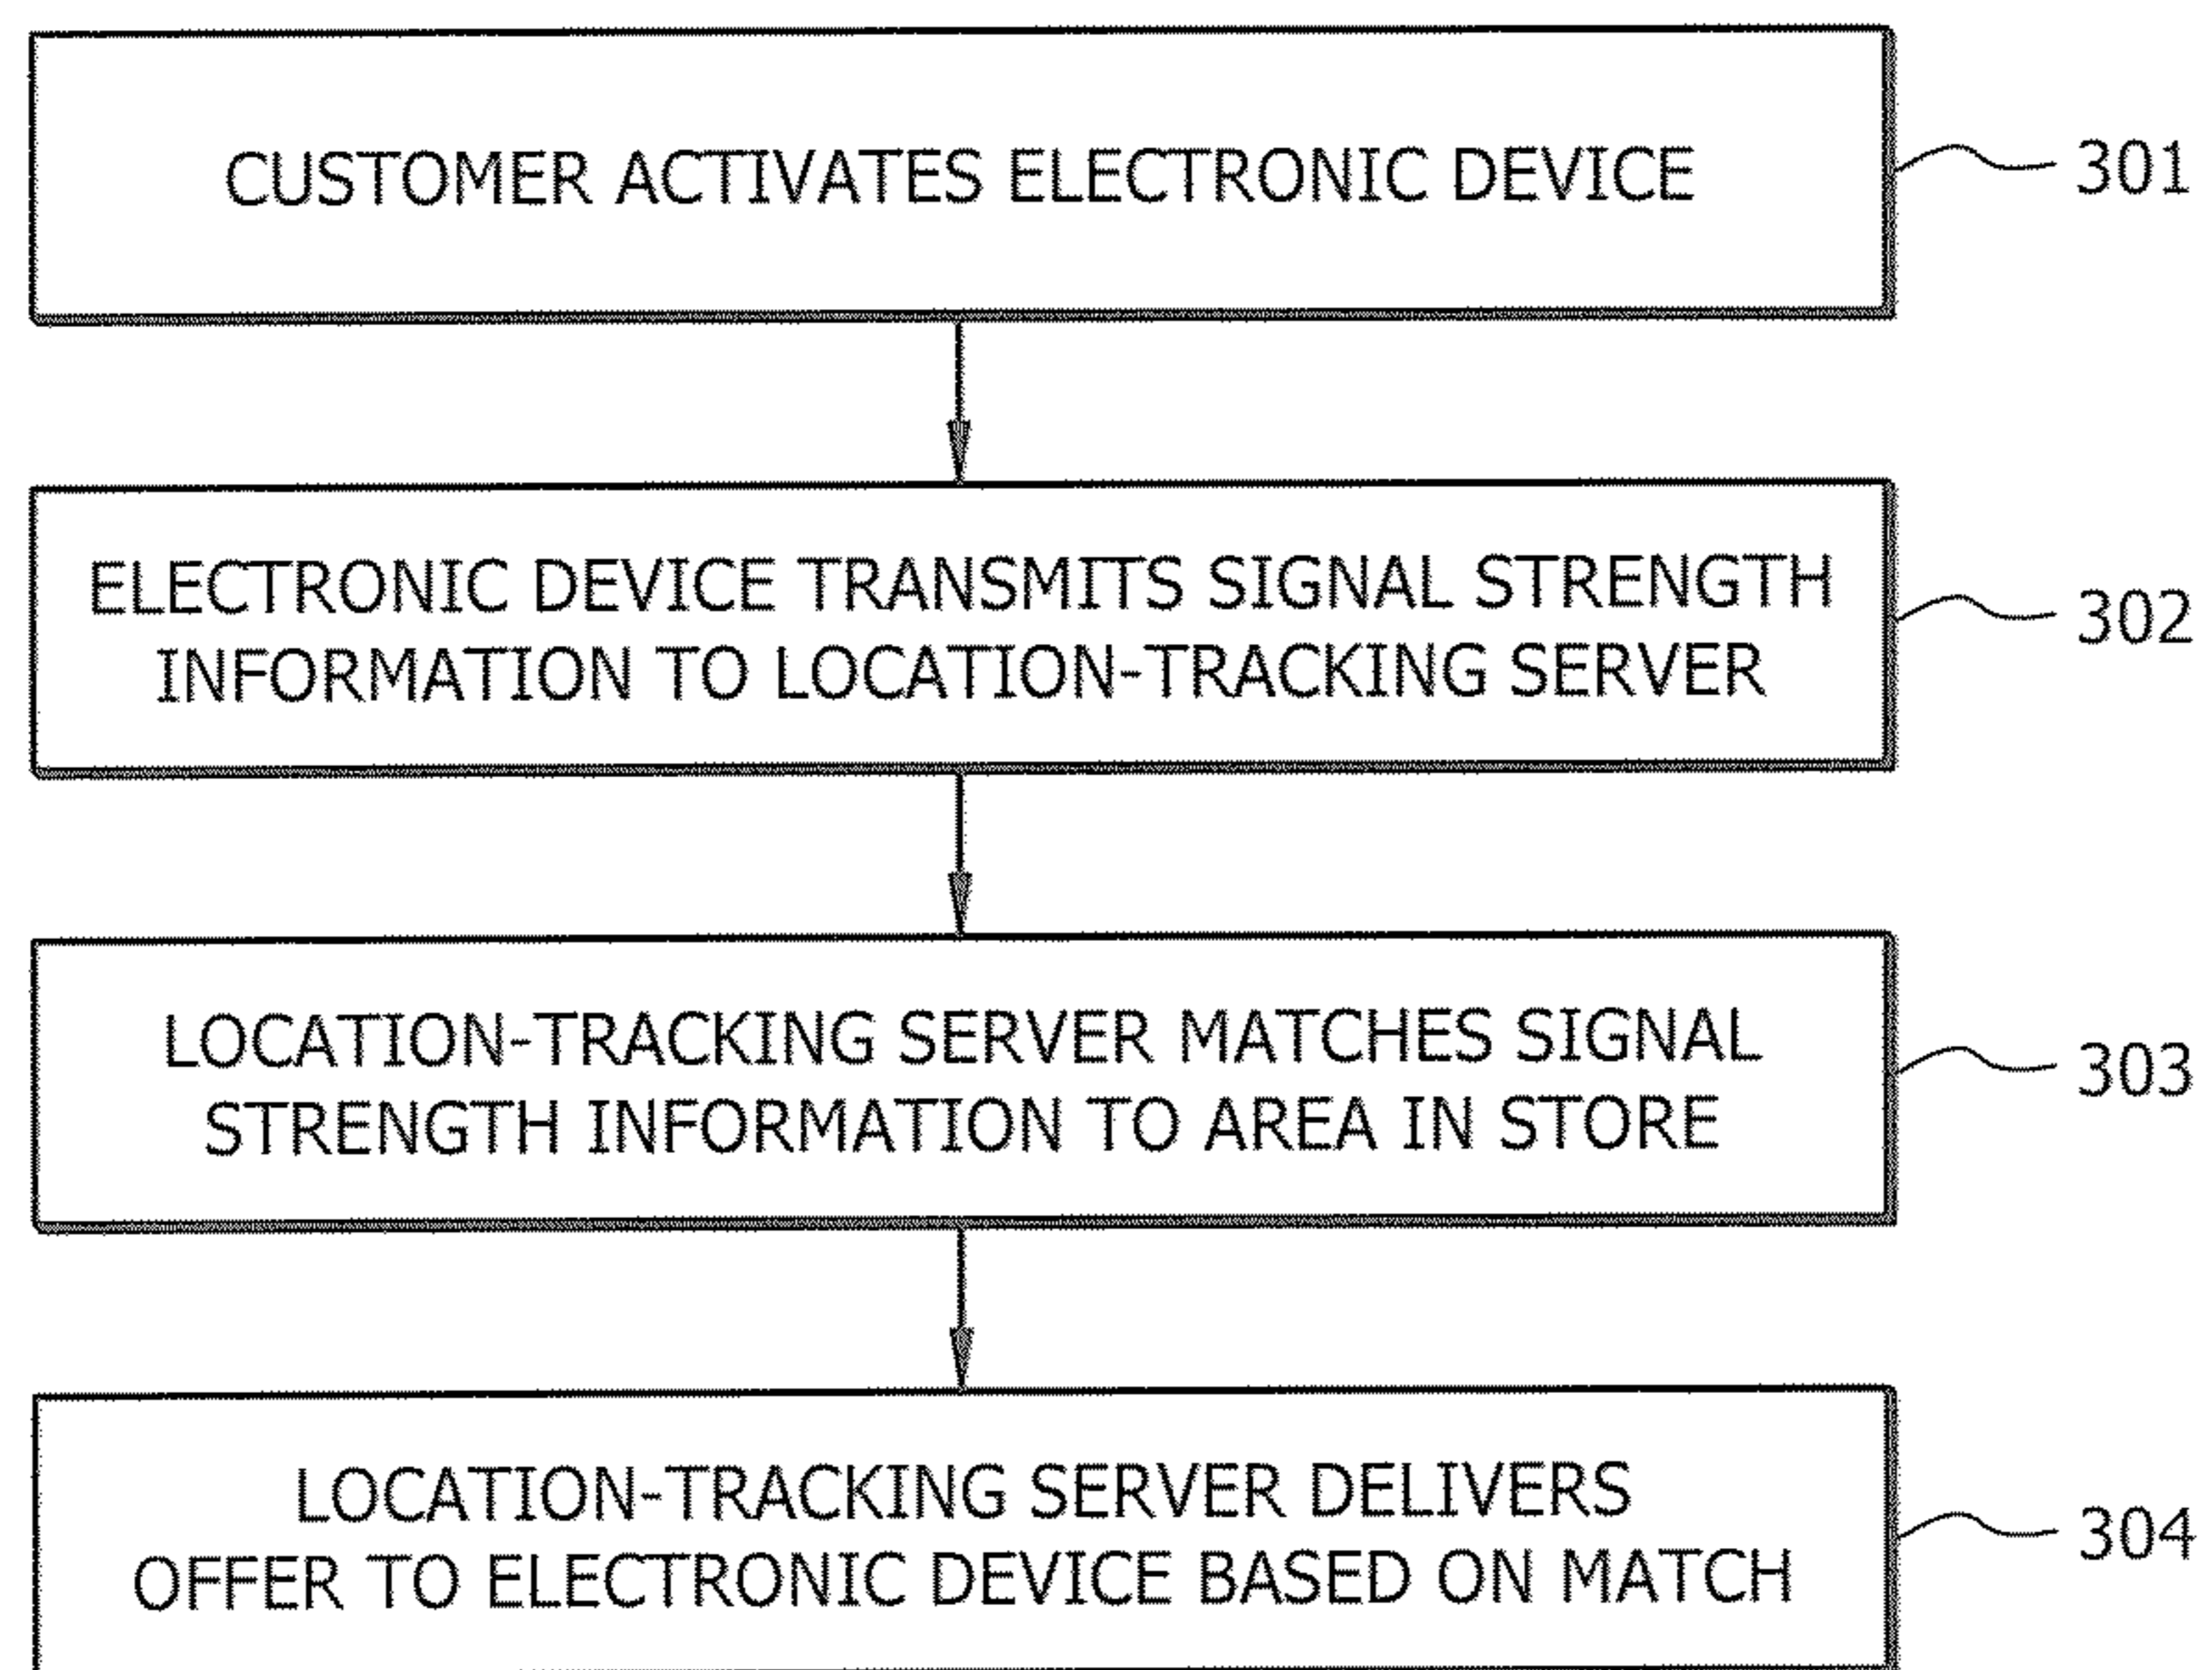 CUSTOMER ACTIVATES ELECTRONIC DEVICE
301
ELECTRONIC DEVICE TRANSMITS SIGNAL STRENGTH
INFORMATION TO LOCATION-TRACKING SERVER
302
LOCATION-TRACKING SERVER MATCHES SIGNAL
STRENGTH INFORMATION TO AREA IN STORE
303
LOCATION-TRACKING SERVER DELIVERS
OFFER TO ELECTRONIC DEVICE BASED ON MATCH
304